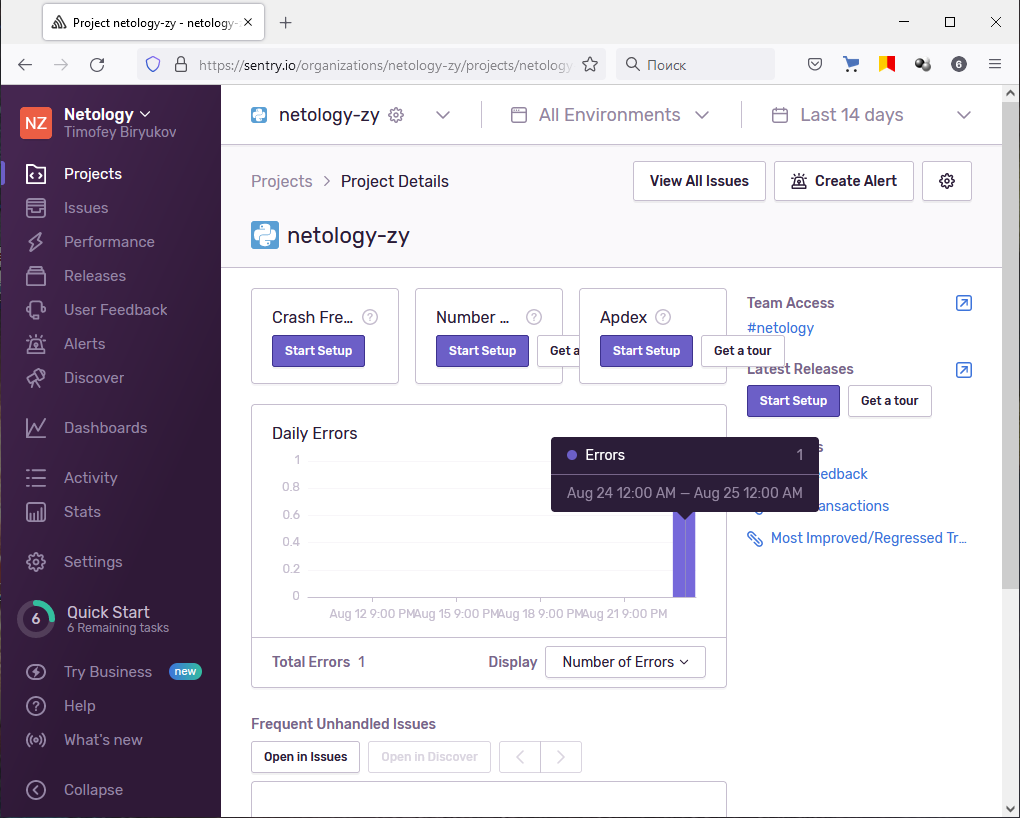 Project netology-zy - netology-
https://sentry.io/organizations/netology-zy/projects/netology
Поиск
6
NZ
Netology
Timofey Biryukov
Projects
Issues
Performance
Releases
User Feedback
Alerts
Discover
Dashboards
Activity
Stats
Settings
6
Quick Start
6 Remaining tasks
Try Business new
Help
What's new
Collapse
netology-zy
All Environments
Last 14 days
Projects > Project Details
View All Issues
Create Alert
netology-zy
Crash Fre... ?
Start Setup
Number ... ?
Start Setup
Get a
Apdex ?
Start Setup
Get a tour
Team Access
#netology
Latest Releases
Start Setup
Get a tour
Daily Errors
1
0.8
0.6
0.4
0.2
0
Aug 12 9:00 PM
Aug 15 9:00 PM
Aug 18 9:00 PM
Aug 21 9:00 PM
Errors 1
Aug 24 12:00 AM — Aug 25 12:00 AM
Most Improved/Regressed Tr...
Total Errors 1
Display
Number of Errors
Frequent Unhandled Issues
Open in Issues
Open in Discover